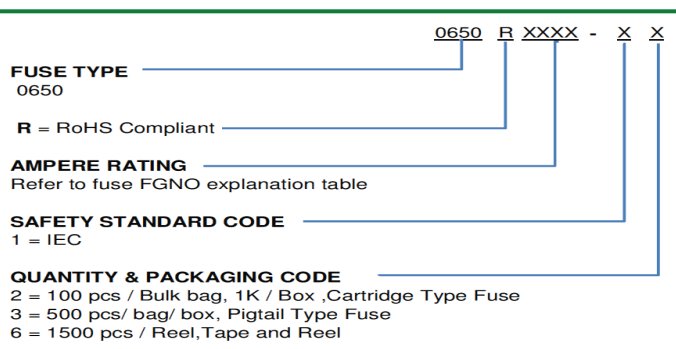 0650 R XXXX - X X
FUSE TYPE
0650
R = RoHS Compliant
AMPERE RATING
Refer to fuse FGNO explanation table
SAFETY STANDARD CODE
1 = IEC
QUANTITY & PACKAGING CODE
2 = 100 pcs / Bulk bag, 1K / Box ,Cartridge Type Fuse
3 = 500 pcs/ bag/ box, Pigtail Type Fuse
6 = 1500 pcs / Reel,Tape and Reel